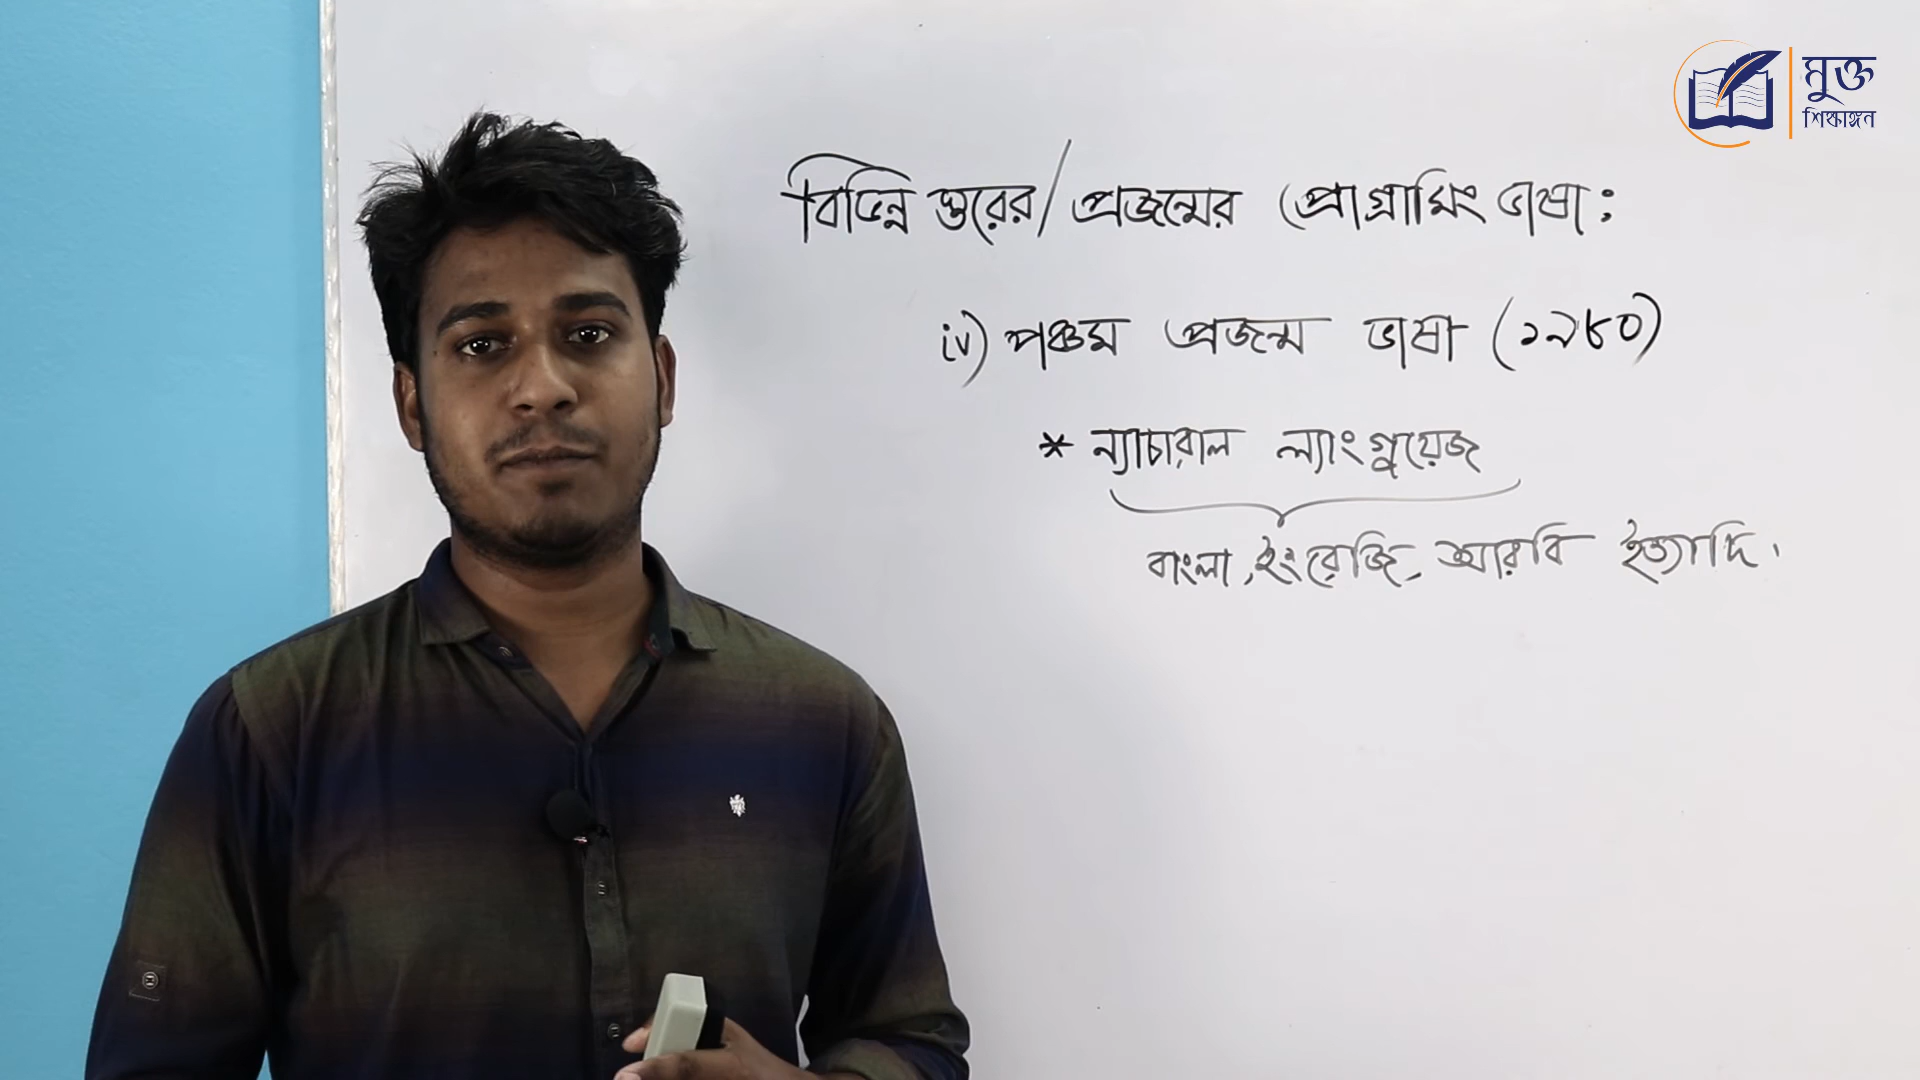 মুক্ত
শিক্ষাঙ্গন
বিভিন্ন স্তরের/প্রজন্মের প্রোগ্রামিং ভাষা :
iv) পঞ্চম প্রজন্ম ভাষা (১৯৮০)
* ন্যাচারাল ল্যাংগুয়েজ
বাংলা, ইংরেজি, আরবি ইত্যাদি।